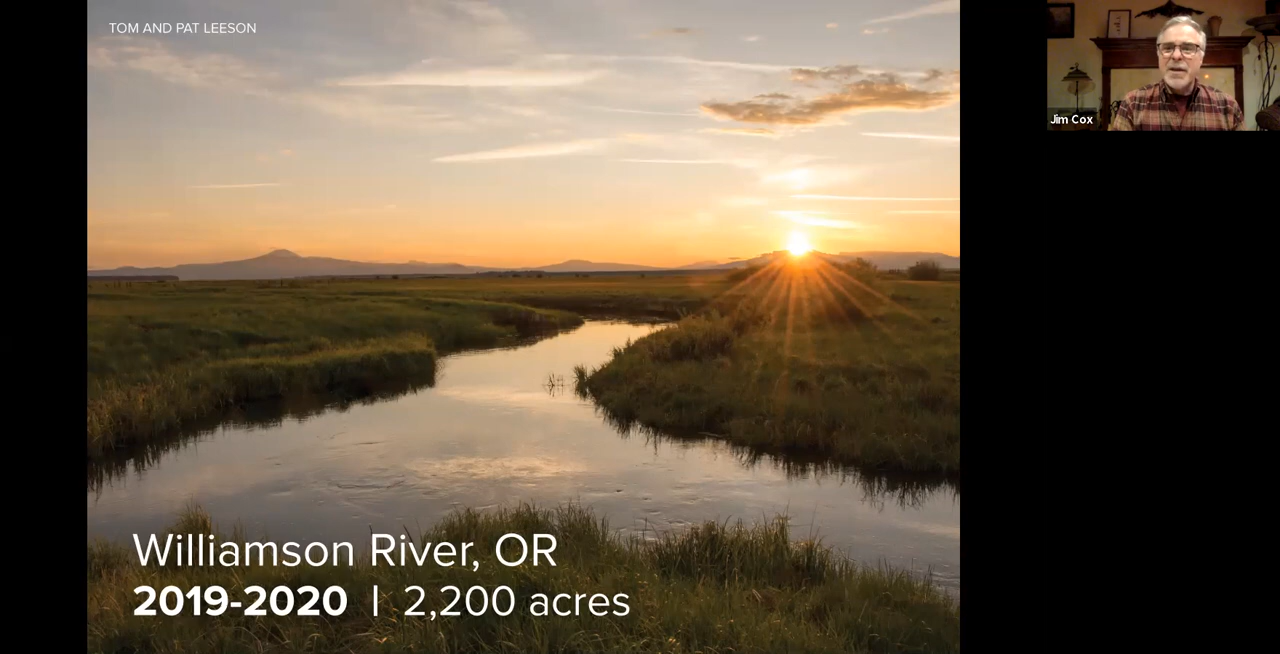 TOM AND PAT LEESON
Jim Cox
Williamson River, OR
2019-2020 | 2,200 acres